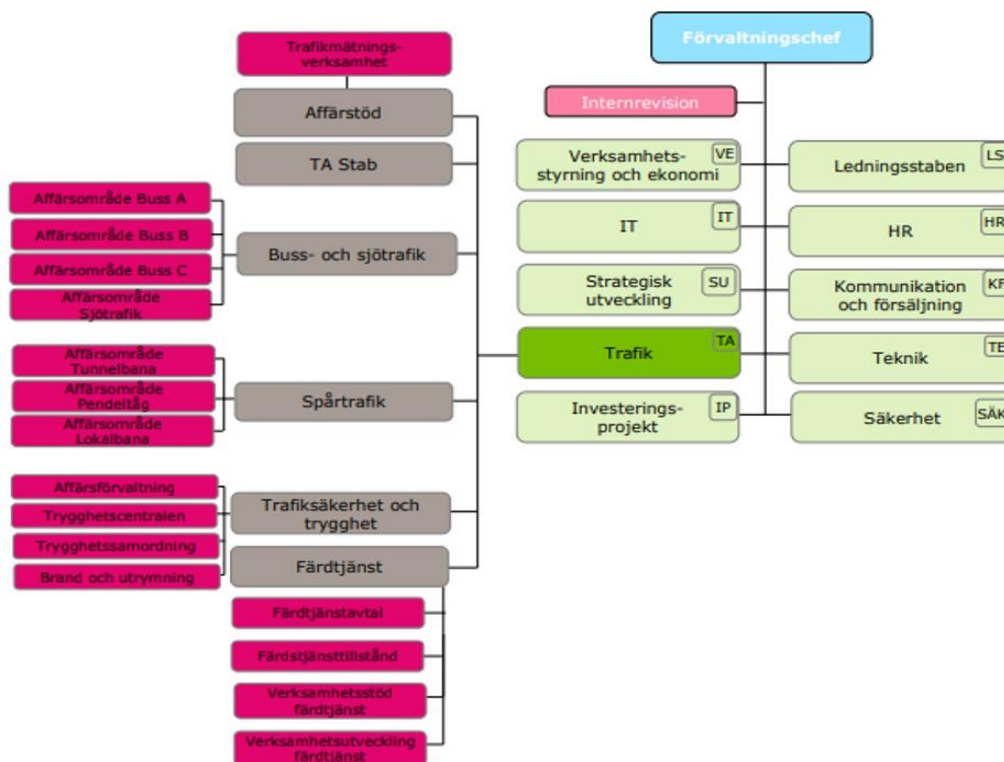 Förvaltningschef
Internrevision
Verksamhets-
styrning och ekonomi
VE
Ledningsstaben
LS
IT
IT
HR
HR
Strategisk
utveckling
SU
Kommunikation
och försäljning
KF
Trafik
TA
Teknik
TE
Investerings-
projekt
IP
Säkerhet
SÄK
Trafikmätnings-
verksamhet
Affärstöd
TA Stab
Buss- och sjötrafik
Affärsområde Buss A
Affärsområde Buss B
Affärsområde Buss C
Affärsområde
Sjötrafik
Spårtrafik
Affärsområde
Tunnelbana
Affärsområde
Pendeltåg
Affärsområde
Lokalbana
Trafiksäkerhet och
trygghet
Affärsförvaltning
Trygghetscentralen
Trygghetssamordning
Brand och utrymning
Färdtjänst
Färdtjänstavtal
Färdstjänsttillstånd
Verksamhetsstöd
färdtjänst
Verksamhetsutveckling
färdtjänst